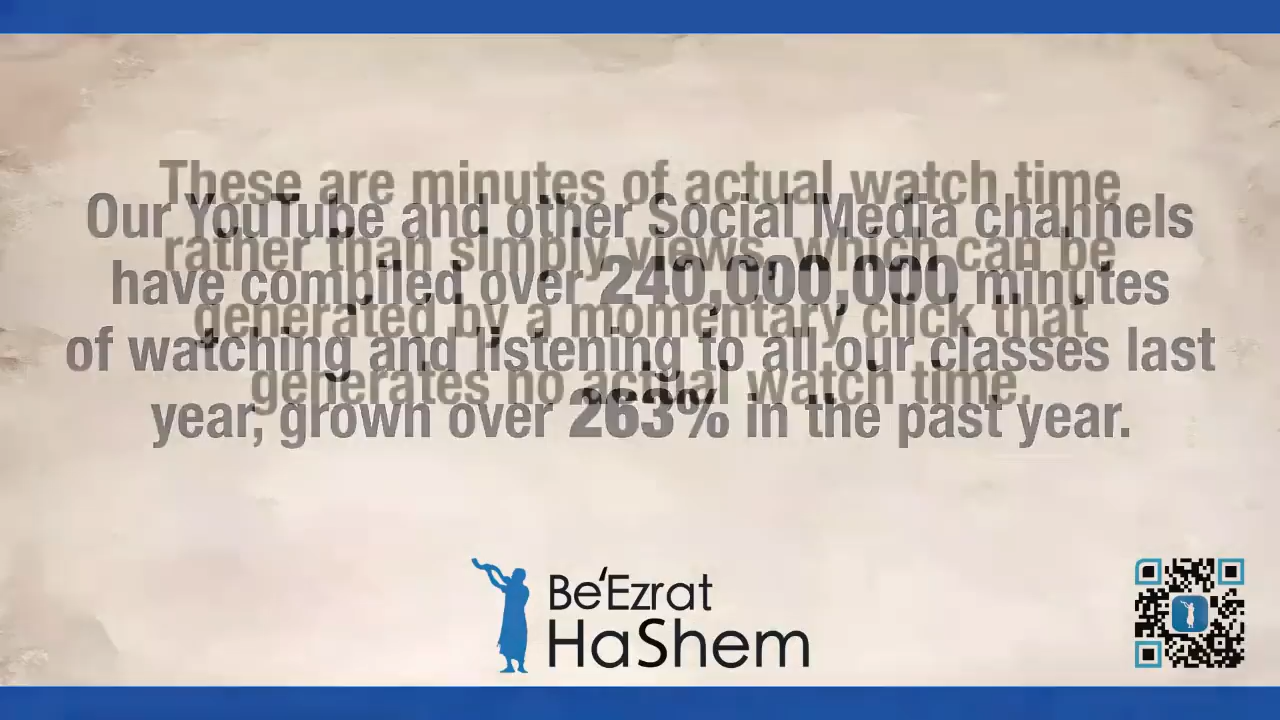 These are minutes of actual watch time
rather than simply views, which can be
generated by a momentary click that
generates no actual watch time.
Our YouTube and other Social Media channels
have compiled over 240,000,000 minutes
of watching and listening to all our classes last
year, grown over 263% in the past year.
Be'Ezrat
HaShem